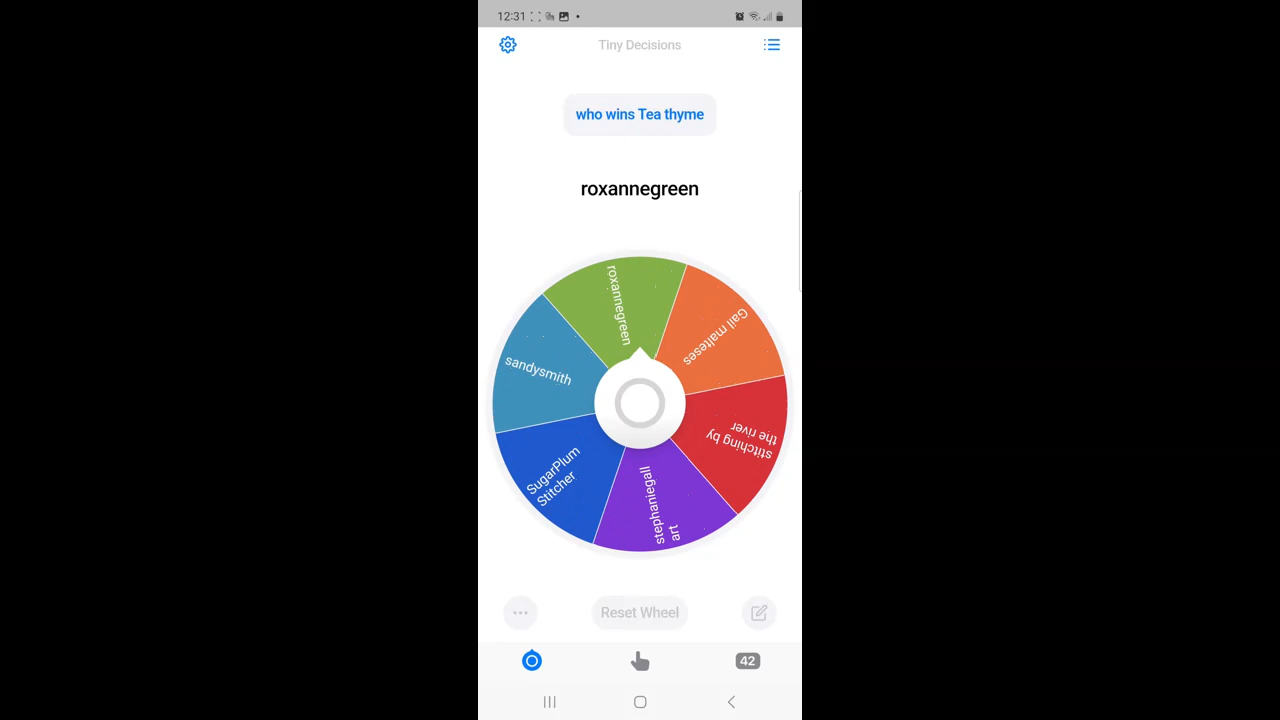 12:31
Tiny Decisions
who wins Tea thyme
roxannegreen
roxannegreen
Gail malteses
sandysmith
stitching by
the river
SugarPlum
Stitcher
stephaniegall
art
Reset Wheel
42